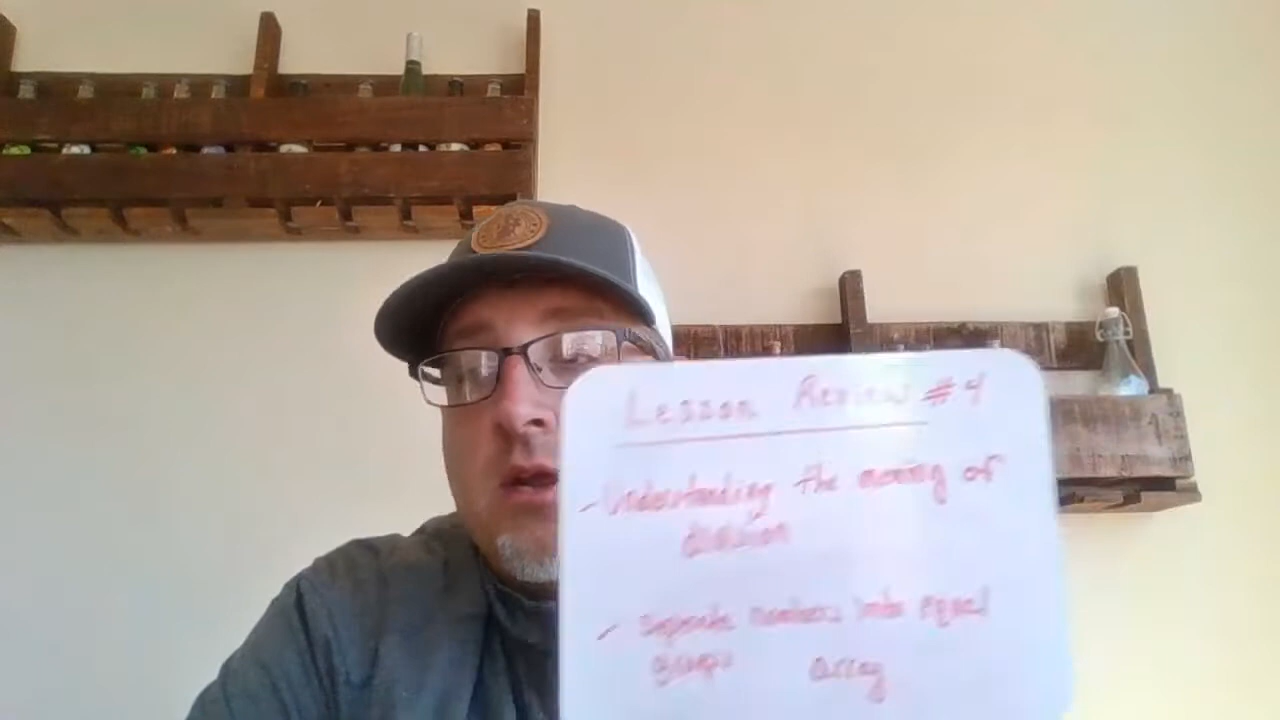 Lesson Review #4
- Understanding the meaning of
division
- separate numbers into equal
groups array